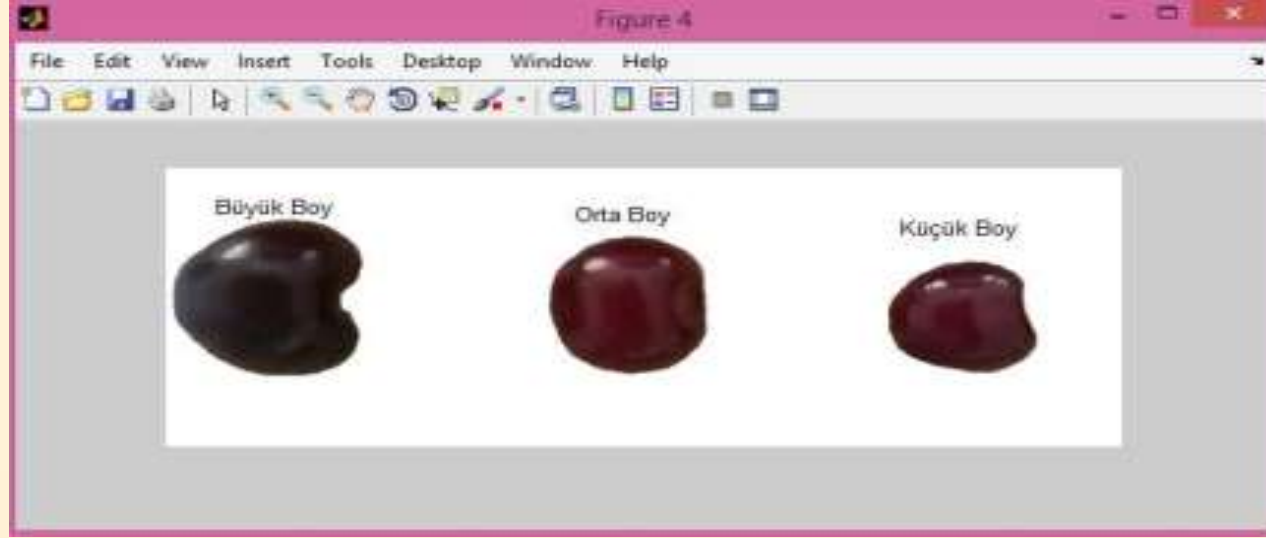 Figure 4
File Edit View Insert Tools Desktop Window Help
Büyük Boy
Orta Boy
Küçük Boy